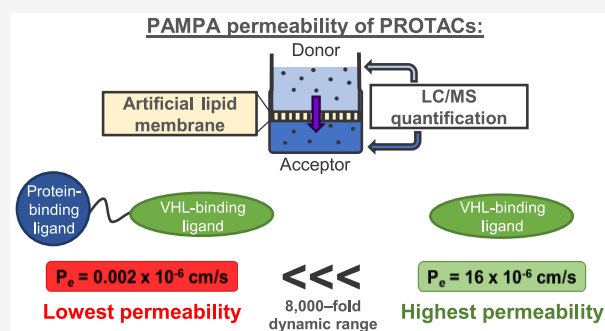 PAMPA permeability of PROTACs:
Donor
Artificial lipid
membrane
LC/MS
quantification
Acceptor
Protein-
binding
ligand
VHL-binding
ligand
VHL-binding
ligand
Pe = 0.002 x 10-6 cm/s
<<<
Pe = 16 x 10-6 cm/s
Lowest permeability
8,000–fold
dynamic range
Highest permeability